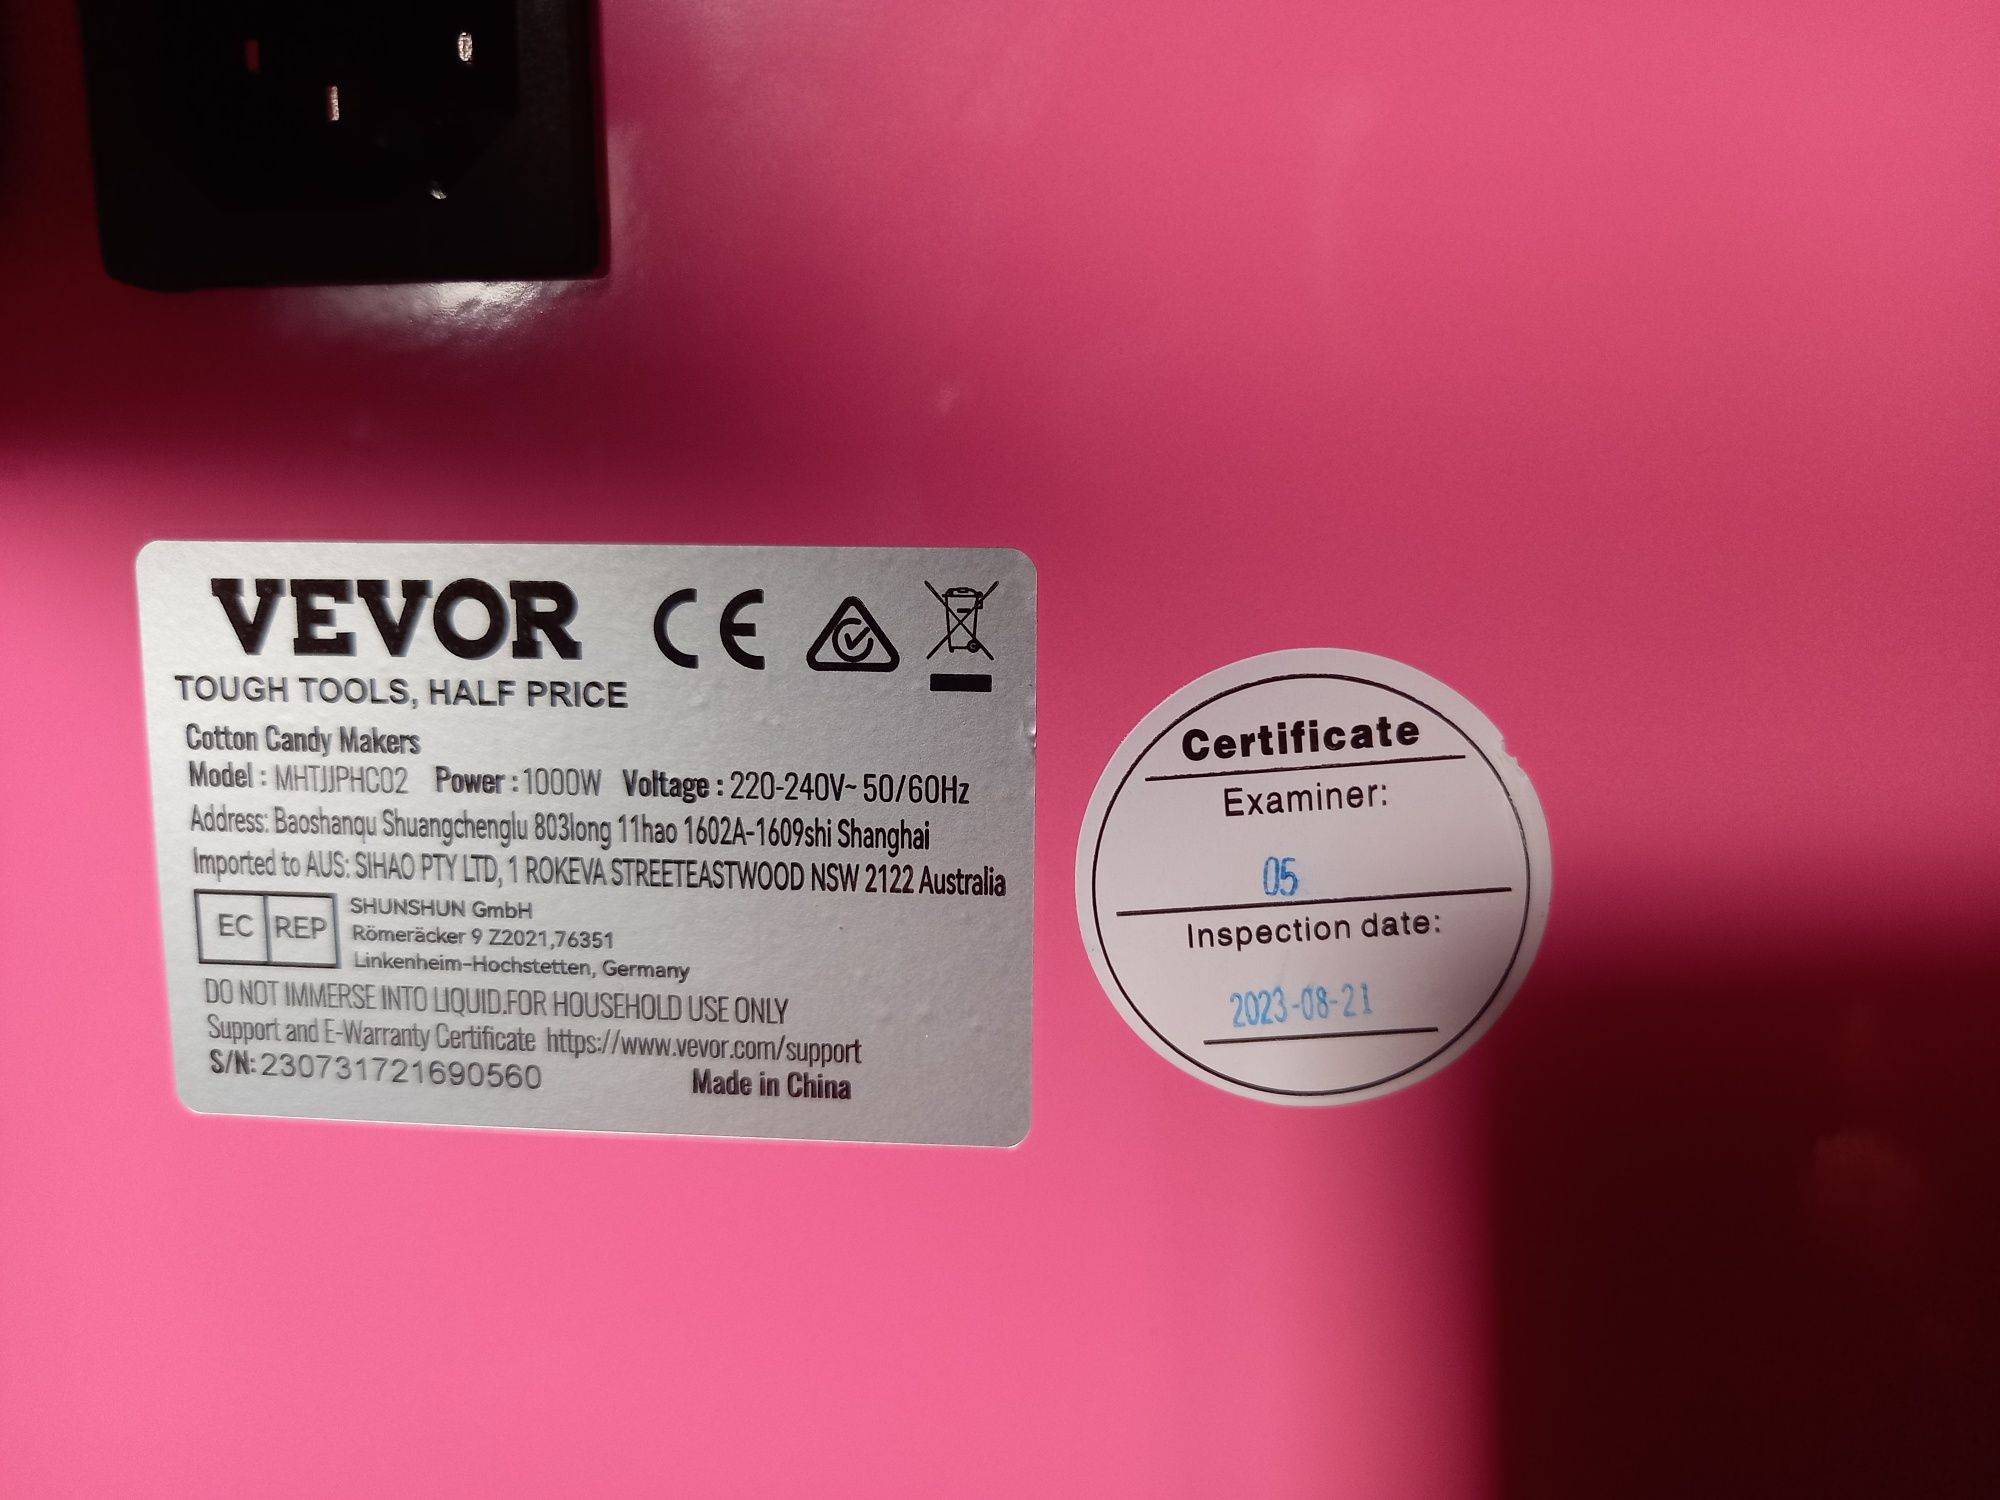 VEVOR
TOUGH TOOLS, HALF PRICE
Cotton Candy Makers
Model : MHTJJPHC02 Power : 1000W Voltage : 220-240V~ 50/60Hz
Address: Baoshanqu Shuangchenglu 803long 11hao 1602A-1609shi Shanghai
Imported to AUS: SIHAO PTY LTD, 1 ROKEVA STREETEASTWOOD NSW 2122 Australia
EC REP
SHUNSHUN GmbH
Römeräcker 9 Z2021,76351
Linkenheim-Hochstetten, Germany
DO NOT IMMERSE INTO LIQUID.FOR HOUSEHOLD USE ONLY
Support and E-Warranty Certificate https://www.vevor.com/support
S/N: 230731721690560 Made in China
Certificate
Examiner:
05
Inspection date:
2023-08-21